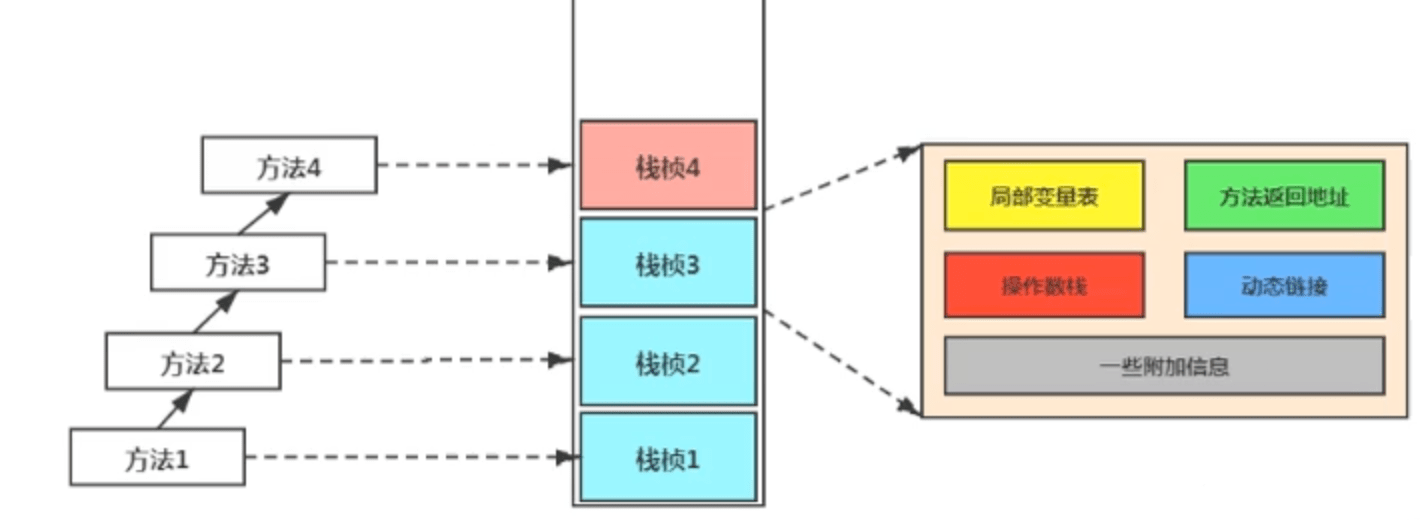 方法4
方法3
方法2
方法1
栈桢4
栈桢3
栈桢2
栈桢1
局部变量表
方法返回地址
操作数栈
动态链接
一些附加信息